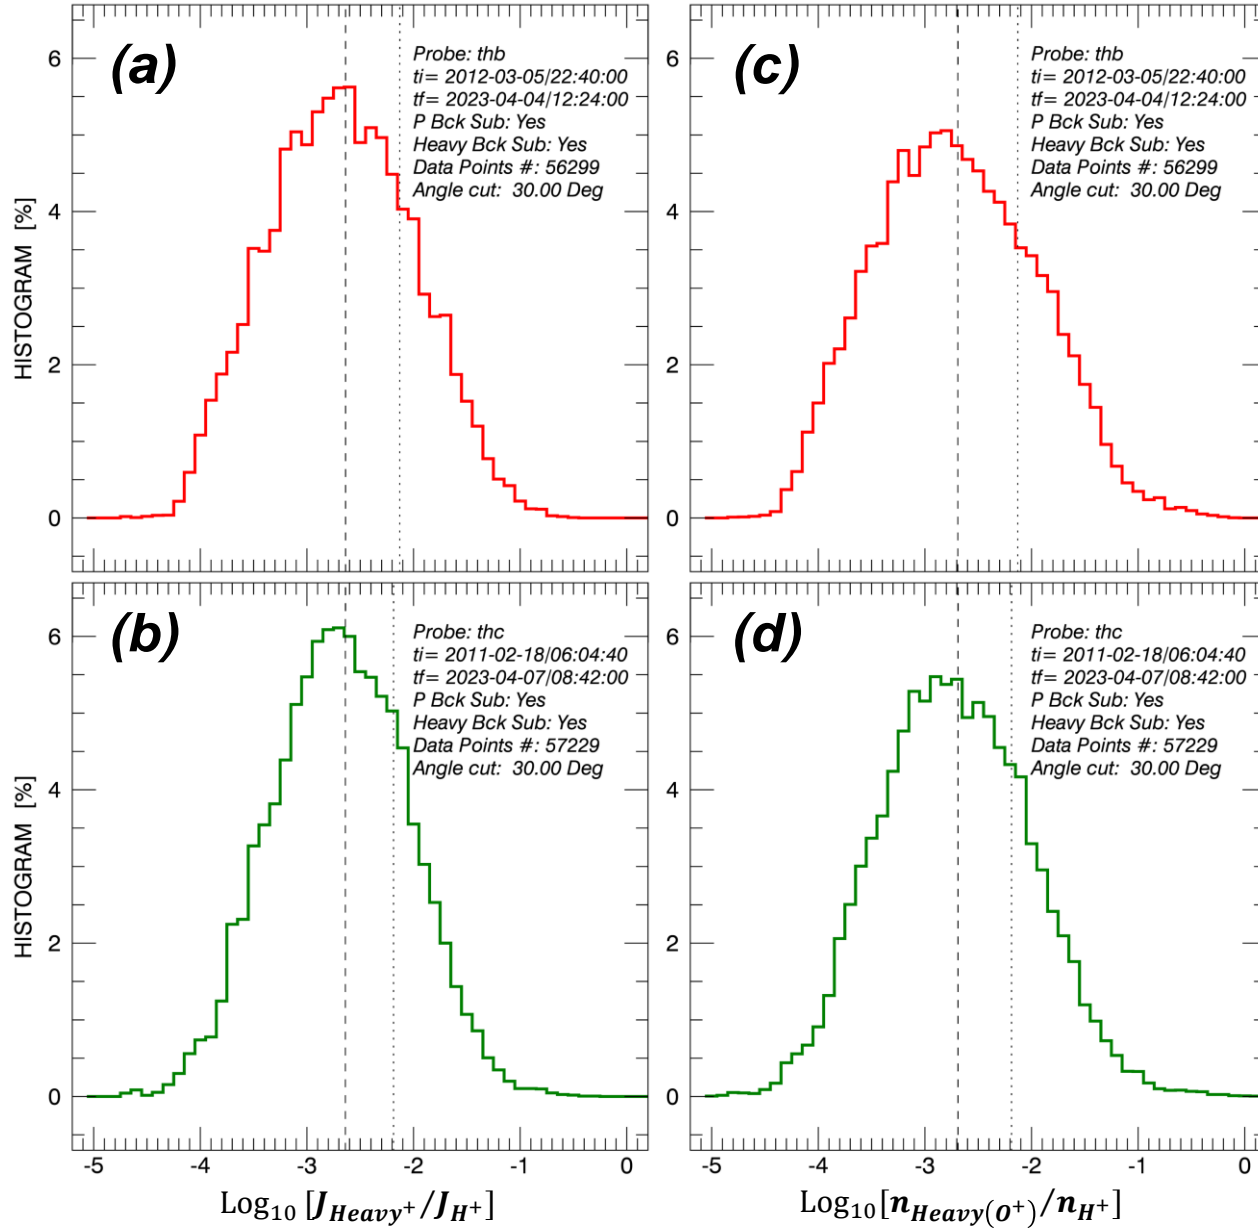 (a)
Probe: thb
ti= 2012-03-05/22:40:00
tf= 2023-04-04/12:24:00
P Bck Sub: Yes
Heavy Bck Sub: Yes
Data Points #: 56299
Angle cut: 30.00 Deg
HISTOGRAM [%]
6
4
2
0
(c)
Probe: thb
ti= 2012-03-05/22:40:00
tf= 2023-04-04/12:24:00
P Bck Sub: Yes
Heavy Bck Sub: Yes
Data Points #: 56299
Angle cut: 30.00 Deg
6
4
2
0
(b)
Probe: thc
ti= 2011-02-18/06:04:40
tf= 2023-04-07/08:42:00
P Bck Sub: Yes
Heavy Bck Sub: Yes
Data Points #: 57229
Angle cut: 30.00 Deg
HISTOGRAM [%]
6
4
2
0
-5 -4 -3 -2 -1 0
Log₁₀ [J_Heavy⁺/J_H⁺]
(d)
Probe: thc
ti= 2011-02-18/06:04:40
tf= 2023-04-07/08:42:00
P Bck Sub: Yes
Heavy Bck Sub: Yes
Data Points #: 57229
Angle cut: 30.00 Deg
6
4
2
0
-5 -4 -3 -2 -1 0
Log₁₀[n_Heavy(O⁺)/n_H⁺]